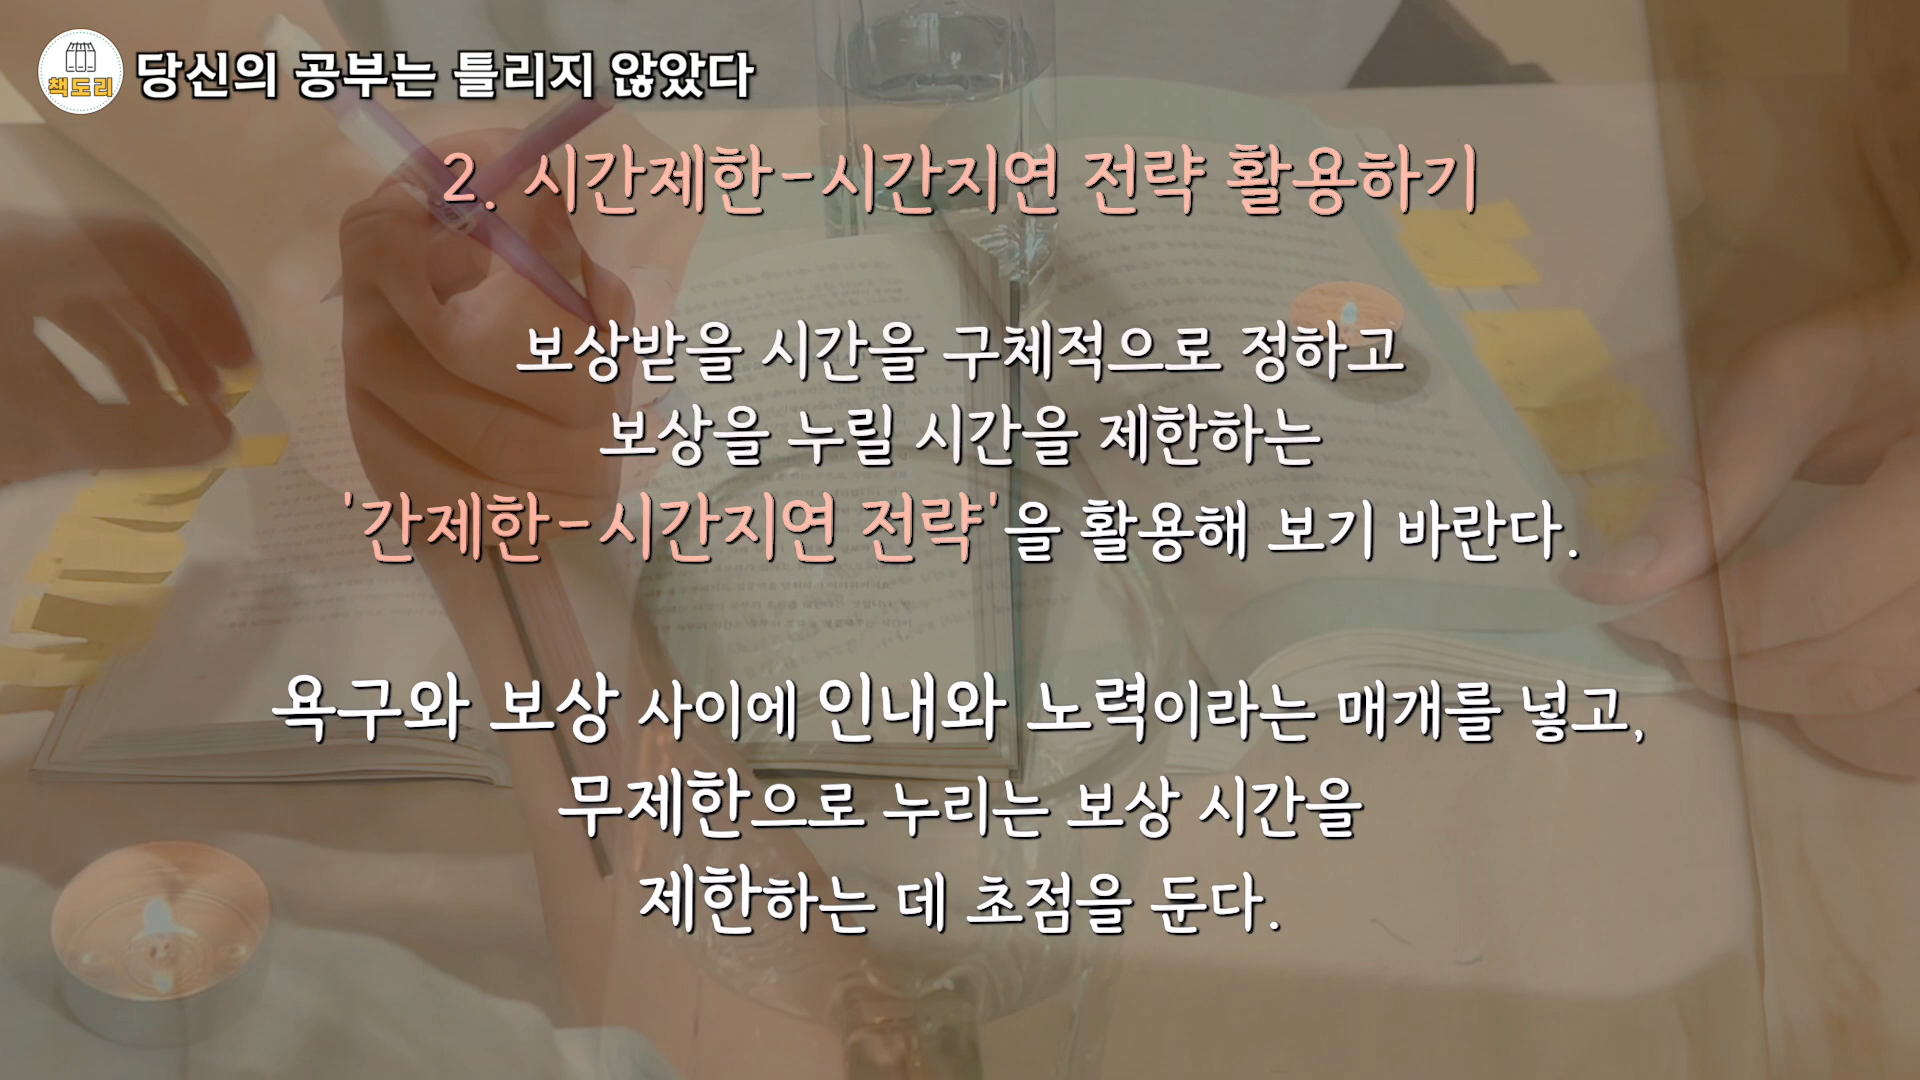 책도리
당신의 공부는 틀리지 않았다
2. 시간제한-시간지연 전략 활용하기
보상받을 시간을 구체적으로 정하고
보상을 누릴 시간을 제한하는
'간제한-시간지연 전략'을 활용해 보기 바란다.
욕구와 보상 사이에 인내와 노력이라는 매개를 넣고,
무제한으로 누리는 보상 시간을
제한하는 데 초점을 둔다.